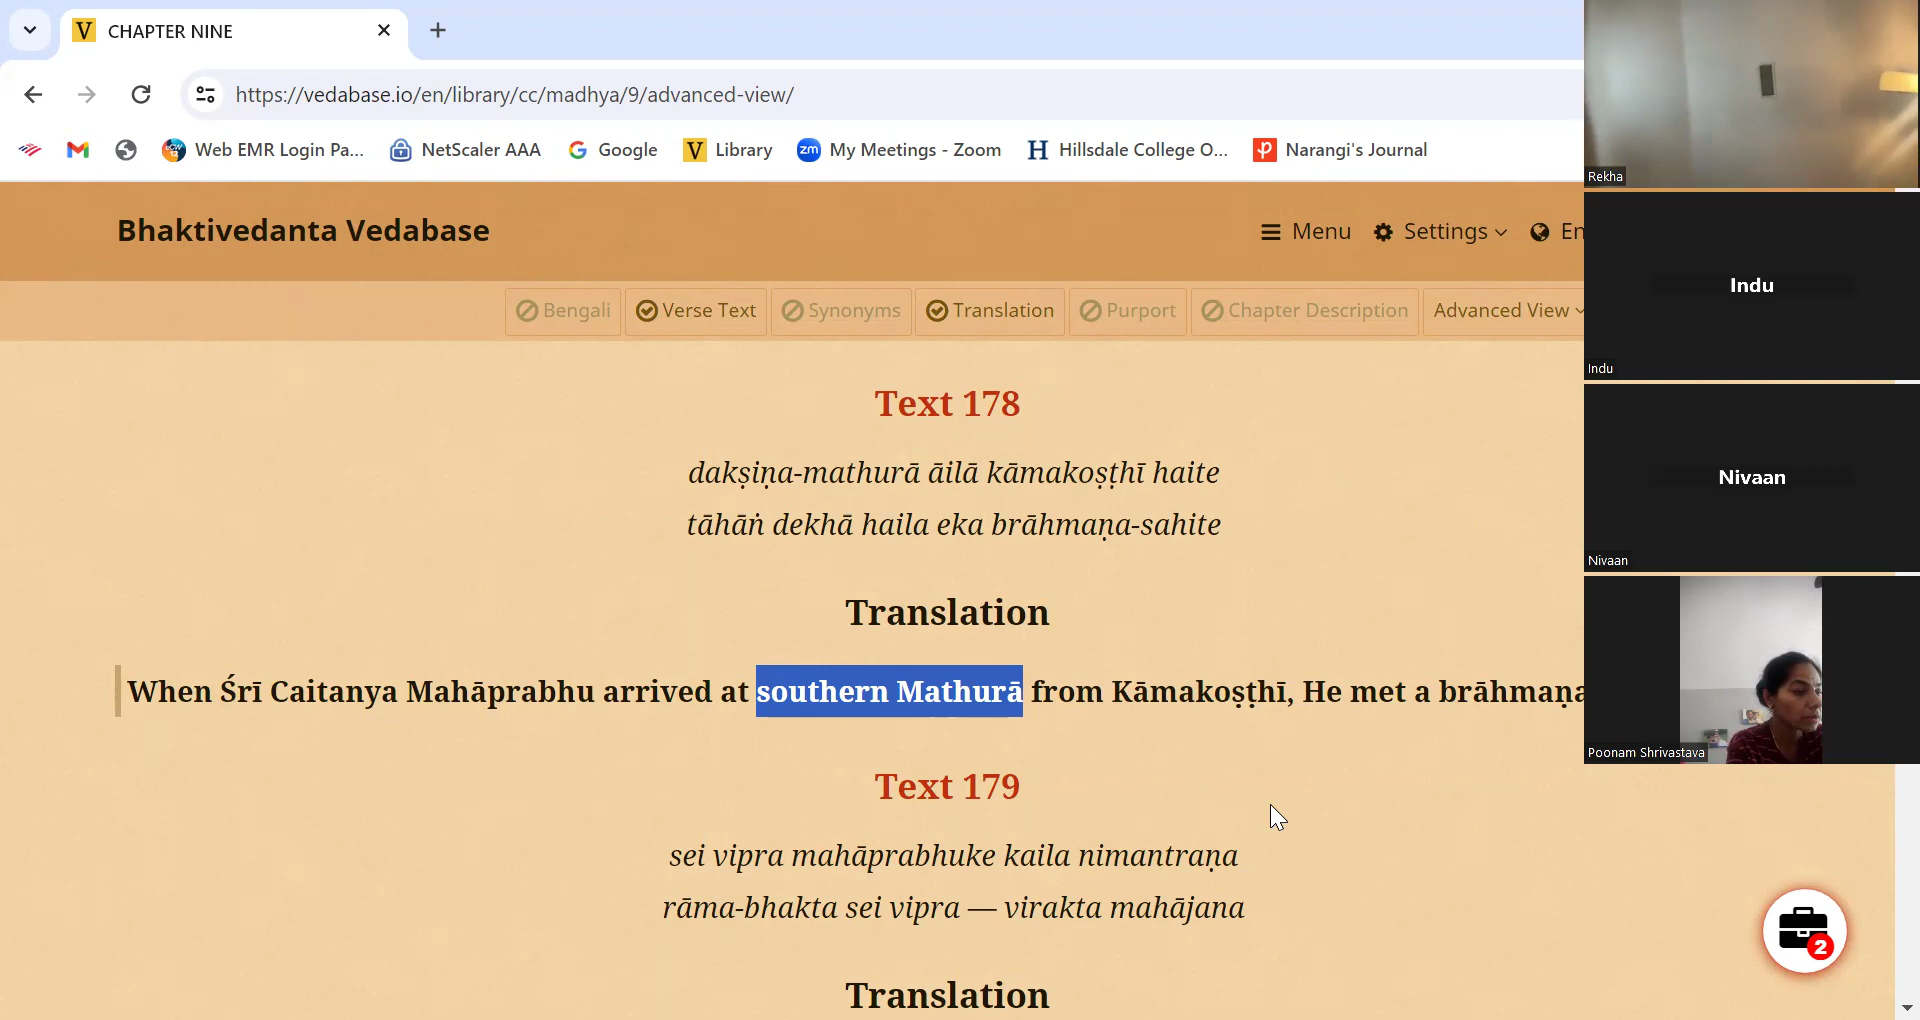 CHAPTER NINE
https://vedabase.io/en/library/cc/madhya/9/advanced-view/
Web EMR Login Pa... NetScaler AAA Google Library My Meetings - Zoom Hillsdale College O... Narangi's Journal
Bhaktivedanta Vedabase Menu Settings En
Bengali Verse Text Synonyms Translation Purport Chapter Description Advanced View
Text 178
dakṣiṇa-mathurā āilā kāmakoṣṭhī haite
tāhāṅ dekhā haila eka brāhmaṇa-sahite
Translation
When Śrī Caitanya Mahāprabhu arrived at southern Mathurā from Kāmakoṣṭhī, He met a brāhmaṇa
Text 179
sei vipra mahāprabhuke kaila nimantraṇa
rāma-bhakta sei vipra — virakta mahājana
Translation
2
Rekha
Indu
Indu
Nivaan
Nivaan
Poonam Shrivastava